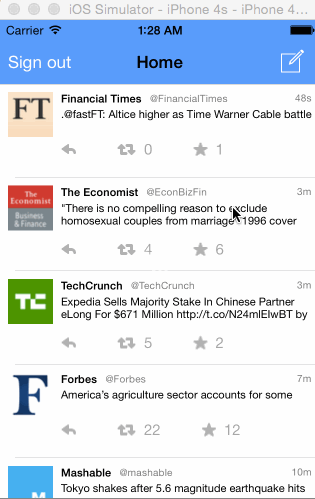 iOS Simulator - iPhone 4s - iPhone 4...
Carrier 1:28 AM
Sign out Home
FT
Financial Times @FinancialTimes 48s
.@fastFT: Altice higher as Time Warner Cable battle
0 1
The Economist
Business & Finance
The Economist @EconBizFin 3m
"There is no compelling reason to exclude
homosexual couples from marriage" 1996 cover
4 6
TC
TechCrunch @TechCrunch 3m
Expedia Sells Majority Stake In Chinese Partner
eLong For $671 Million http://t.co/N24mlEIwBT by
5 2
F
Forbes @Forbes 7m
America's agriculture sector accounts for some
22 12
Mashable @mashable 10m
Tokyo shakes after 5.6 magnitude earthquake hits